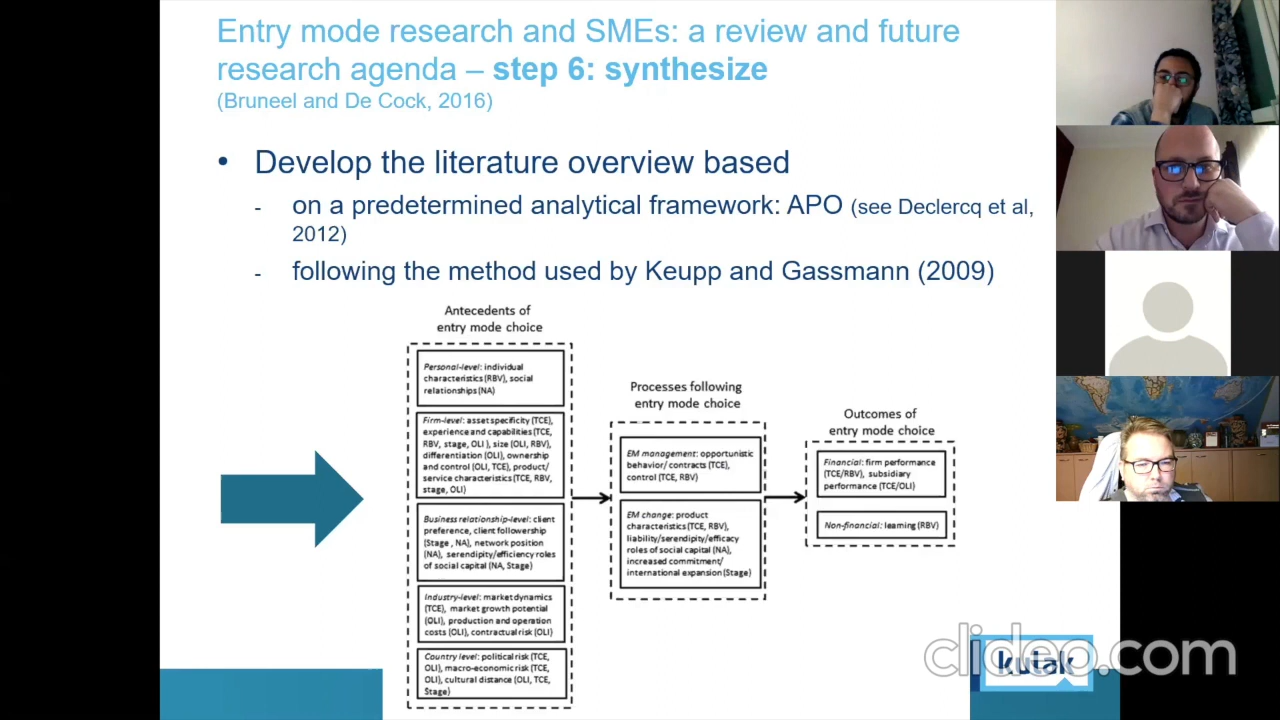 Entry mode research and SMEs: a review and future
research agenda – step 6: synthesize
(Bruneel and De Cock, 2016)
• Develop the literature overview based
- on a predetermined analytical framework: APO (see Declercq et al,
2012)
- following the method used by Keupp and Gassmann (2009)
Antecedents of
entry mode choice
Personal-level: individual
characteristics (RBV), social
relationships (NA)
Firm-level: asset specificity (TCE),
experience and capabilities (TCE,
RBV, stage, OLI ), size (OLI, RBV),
differentiation (OLI), ownership
and control (OLI, TCE), product/
service characteristics (TCE, RBV,
stage, OLI)
Business relationship-level: client
preference, client followership
(Stage , NA), network position
(NA), serendipity/efficiency roles
of social capital (NA, Stage)
Industry-level: market dynamics
(TCE), market growth potential
(OLI), production and operation
costs (OLI), contractual risk (OLI)
Country level: political risk (TCE,
OLI), macro-economic risk (TCE,
OLI), cultural distance (OLI, TCE,
Stage)
Processes following
entry mode choice
EM management: opportunistic
behavior/ contracts (TCE),
control (TCE, RBV)
EM change: product
characteristics (TCE, RBV),
liability/serendipity/efficacy
roles of social capital (NA),
increased commitment/
international expansion (Stage)
Outcomes of
entry mode choice
Financial: firm performance
(TCE/RBV), subsidiary
performance (TCE/OLI)
Non-financial: learning (RBV)
clideo.com
kulak